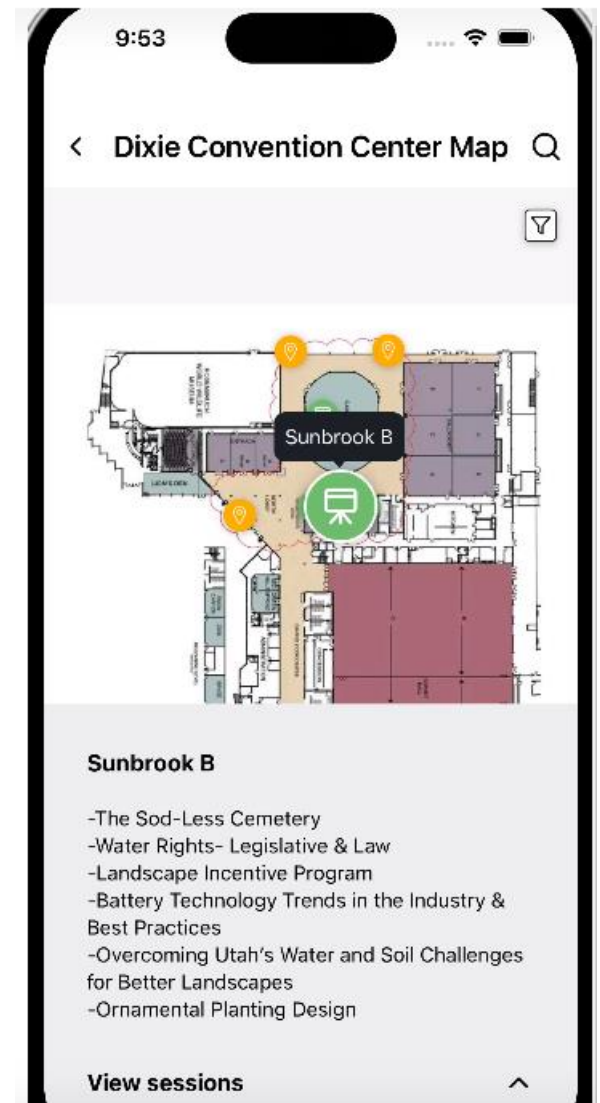 9:53
Dixie Convention Center Map
Sunbrook B
Sunbrook B
-The Sod-Less Cemetery
-Water Rights- Legislative & Law
-Landscape Incentive Program
-Battery Technology Trends in the Industry &
Best Practices
-Overcoming Utah's Water and Soil Challenges
for Better Landscapes
-Ornamental Planting Design
View sessions